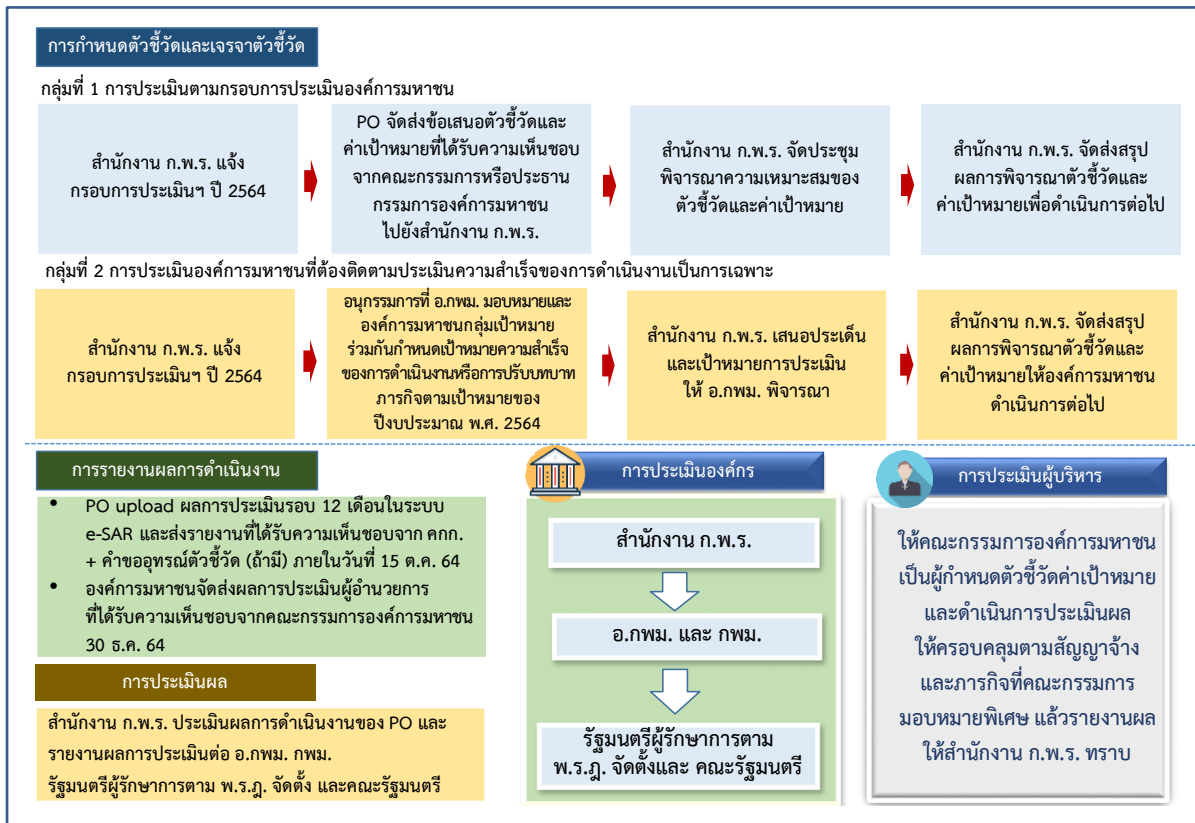 การกำหนดตัวชี้วัดและเจรจาตัวชี้วัด
กลุ่มที่ 1 การประเมินตามกรอบการประเมินองค์การมหาชน
สำนักงาน ก.พ.ร. แจ้ง
กรอบการประเมินฯ ปี 2564
PO จัดส่งข้อเสนอตัวชี้วัดและ
ค่าเป้าหมายที่ได้รับความเห็นชอบ
จากคณะกรรมการหรือประธาน
กรรมการองค์การมหาชน
ไปยังสำนักงาน ก.พ.ร.
สำนักงาน ก.พ.ร. จัดประชุม
พิจารณาความเหมาะสมของ
ตัวชี้วัดและค่าเป้าหมาย
สำนักงาน ก.พ.ร. จัดส่งสรุป
ผลการพิจารณาตัวชี้วัดและ
ค่าเป้าหมายเพื่อดำเนินการต่อไป
กลุ่มที่ 2 การประเมินองค์การมหาชนที่ต้องติดตามประเมินความสำเร็จของการดำเนินงานเป็นการเฉพาะ
สำนักงาน ก.พ.ร. แจ้ง
กรอบการประเมินฯ ปี 2564
อนุกรรมการที่ อ.กพม. มอบหมายและ
องค์การมหาชนกลุ่มเป้าหมาย
ร่วมกันกำหนดเป้าหมายความสำเร็จ
ของการดำเนินงานหรือการปรับบทบาท
ภารกิจตามเป้าหมายของ
ปีงบประมาณ พ.ศ. 2564
สำนักงาน ก.พ.ร. เสนอประเด็น
และเป้าหมายการประเมิน
ให้ อ.กพม. พิจารณา
สำนักงาน ก.พ.ร. จัดส่งสรุป
ผลการพิจารณาตัวชี้วัดและ
ค่าเป้าหมายให้องค์การมหาชน
ดำเนินการต่อไป
การรายงานผลการดำเนินงาน
• PO upload ผลการประเมินรอบ 12 เดือนในระบบ
e-SAR และส่งรายงานที่ได้รับความเห็นชอบจาก คกก.
+ คำขออุทรณ์ตัวชี้วัด (ถ้ามี) ภายในวันที่ 15 ต.ค. 64
• องค์การมหาชนจัดส่งผลการประเมินผู้อำนวยการ
ที่ได้รับความเห็นชอบจากคณะกรรมการองค์การมหาชน
30 ธ.ค. 64
การประเมินผล
สำนักงาน ก.พ.ร. ประเมินผลการดำเนินงานของ PO และ
รายงานผลการประเมินต่อ อ.กพม. กพม.
รัฐมนตรีผู้รักษาการตาม พ.ร.ฎ. จัดตั้ง และคณะรัฐมนตรี
การประเมินองค์กร
สำนักงาน ก.พ.ร.
อ.กพม. และ กพม.
รัฐมนตรีผู้รักษาการตาม
พ.ร.ฎ. จัดตั้งและ คณะรัฐมนตรี
การประเมินผู้บริหาร
ให้คณะกรรมการองค์การมหาชน
เป็นผู้กำหนดตัวชี้วัดค่าเป้าหมาย
และดำเนินการประเมินผล
ให้ครอบคลุมตามสัญญาจ้าง
และภารกิจที่คณะกรรมการ
มอบหมายพิเศษ แล้วรายงานผล
ให้สำนักงาน ก.พ.ร. ทราบ